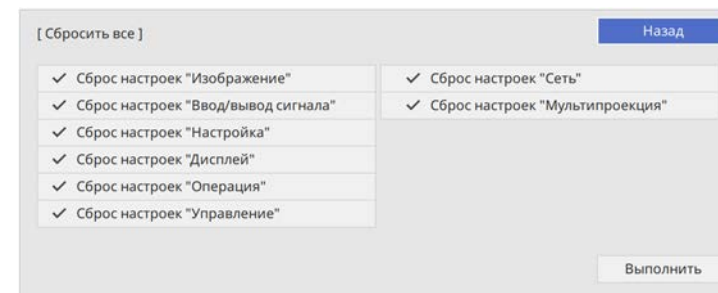 [ Сбросить все ]
Назад
✓ Сброс настроек "Изображение"
✓ Сброс настроек "Ввод/вывод сигнала"
✓ Сброс настроек "Настройка"
✓ Сброс настроек "Дисплей"
✓ Сброс настроек "Операция"
✓ Сброс настроек "Управление"
✓ Сброс настроек "Сеть"
✓ Сброс настроек "Мультипроекция"
Выполнить